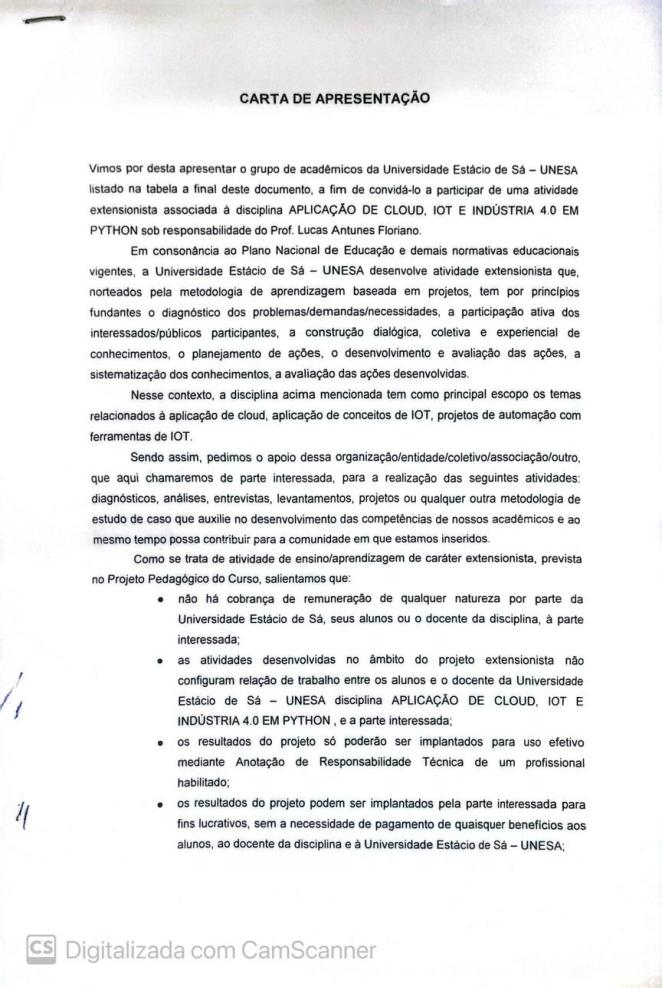 CARTA DE APRESENTAÇÃO
Vimos por desta apresentar o grupo de acadêmicos da Universidade Estácio de Sá – UNESA
listado na tabela a final deste documento, a fim de convidá-lo a participar de uma atividade
extensionista associada à disciplina APLICAÇÃO DE CLOUD, IOT E INDÚSTRIA 4.0 EM
PYTHON sob responsabilidade do Prof. Lucas Antunes Floriano.
Em consonância ao Plano Nacional de Educação e demais normativas educacionais
vigentes, a Universidade Estácio de Sá – UNESA desenvolve atividade extensionista que,
norteados pela metodologia de aprendizagem baseada em projetos, tem por princípios
fundantes o diagnóstico dos problemas/demandas/necessidades, a participação ativa dos
interessados/públicos participantes, a construção dialógica, coletiva e experiencial de
conhecimentos, o planejamento de ações, o desenvolvimento e avaliação das ações, a
sistematização dos conhecimentos, a avaliação das ações desenvolvidas.
Nesse contexto, a disciplina acima mencionada tem como principal escopo os temas
relacionados à aplicação de cloud, aplicação de conceitos de IOT, projetos de automação com
ferramentas de IOT.
Sendo assim, pedimos o apoio dessa organização/entidade/coletivo/associação/outro,
que aqui chamaremos de parte interessada, para a realização das seguintes atividades:
diagnósticos, análises, entrevistas, levantamentos, projetos ou qualquer outra metodologia de
estudo de caso que auxilie no desenvolvimento das competências de nossos acadêmicos e ao
mesmo tempo possa contribuir para a comunidade em que estamos inseridos.
Como se trata de atividade de ensino/aprendizagem de caráter extensionista, prevista
no Projeto Pedagógico do Curso, salientamos que:
• não há cobrança de remuneração de qualquer natureza por parte da
Universidade Estácio de Sá, seus alunos ou o docente da disciplina, à parte
interessada;
• as atividades desenvolvidas no âmbito do projeto extensionista não
configuram relação de trabalho entre os alunos e o docente da Universidade
Estácio de Sá – UNESA disciplina APLICAÇÃO DE CLOUD, IOT E
INDÚSTRIA 4.0 EM PYTHON , e a parte interessada;
• os resultados do projeto só poderão ser implantados para uso efetivo
mediante Anotação de Responsabilidade Técnica de um profissional
habilitado;
• os resultados do projeto podem ser implantados pela parte interessada para
fins lucrativos, sem a necessidade de pagamento de quaisquer benefícios aos
alunos, ao docente da disciplina e à Universidade Estácio de Sá – UNESA;
CS Digitalizada com CamScanner